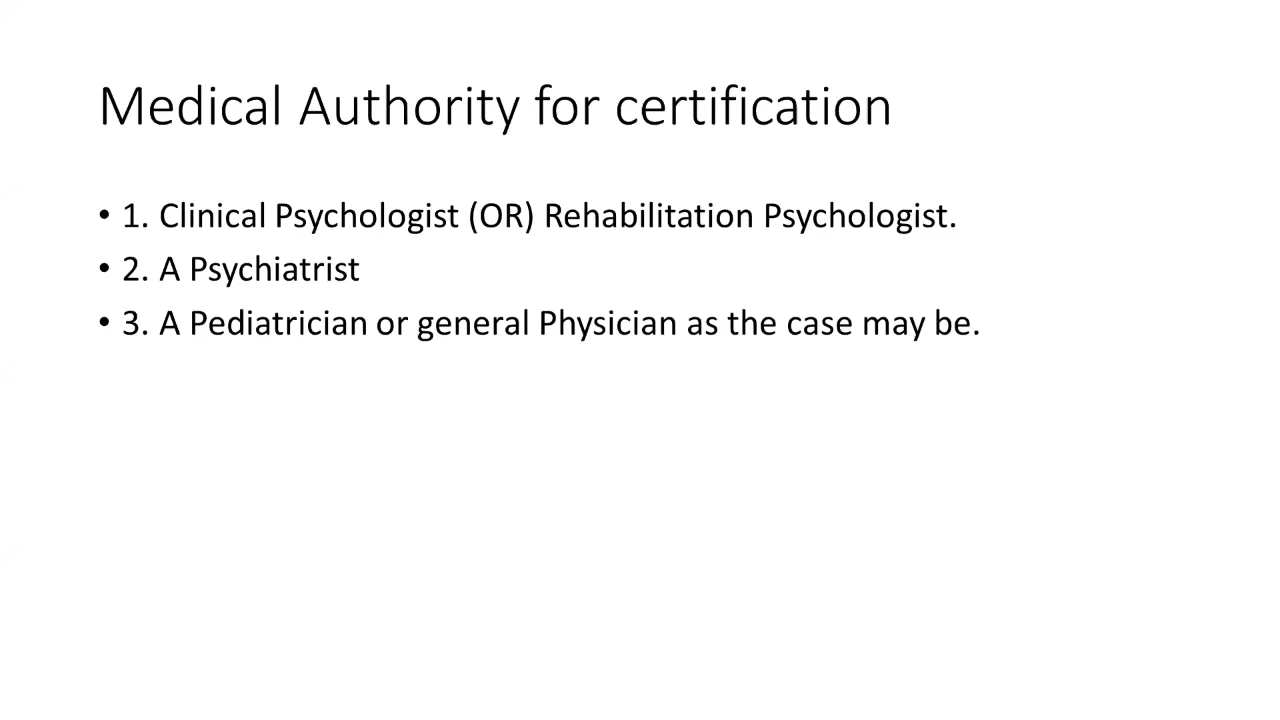 Medical Authority for certification
• 1. Clinical Psychologist (OR) Rehabilitation Psychologist.
• 2. A Psychiatrist
• 3. A Pediatrician or general Physician as the case may be.